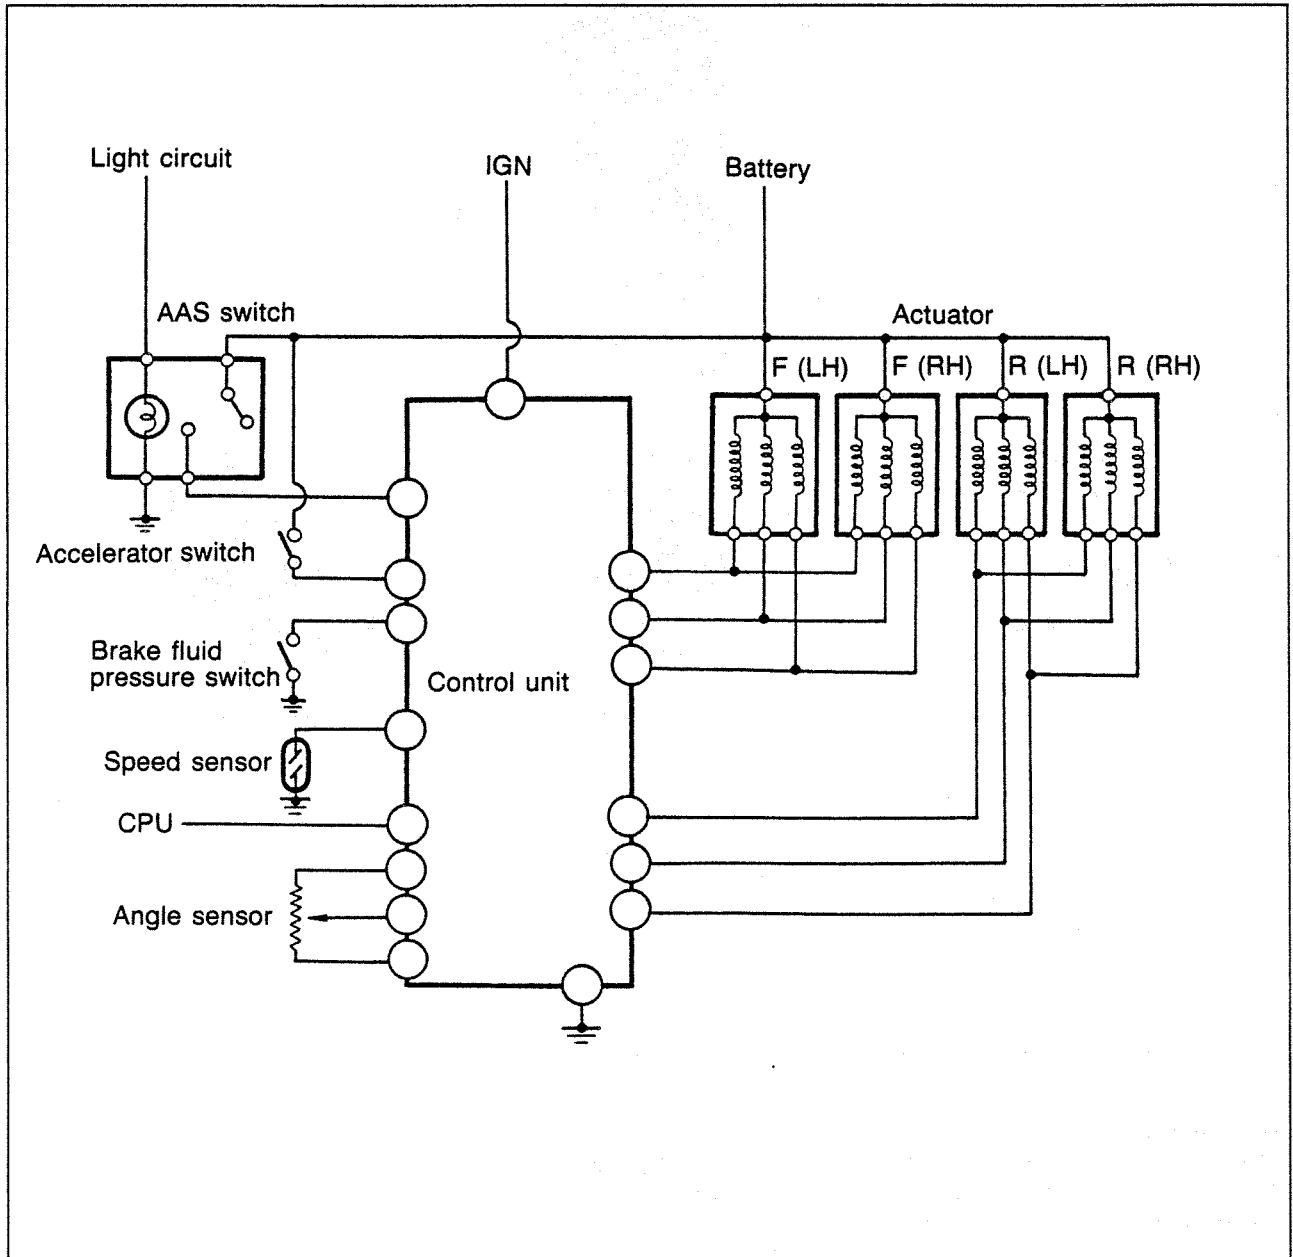 Light circuit
IGN
Battery
AAS switch
Actuator
F (LH)
F (RH)
R (LH)
R (RH)
Accelerator switch
Brake fluid
pressure switch
Control unit
Speed sensor
CPU
Angle sensor